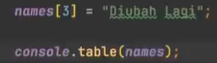 names[3] = "Diubah Lagi";
console.table(names);